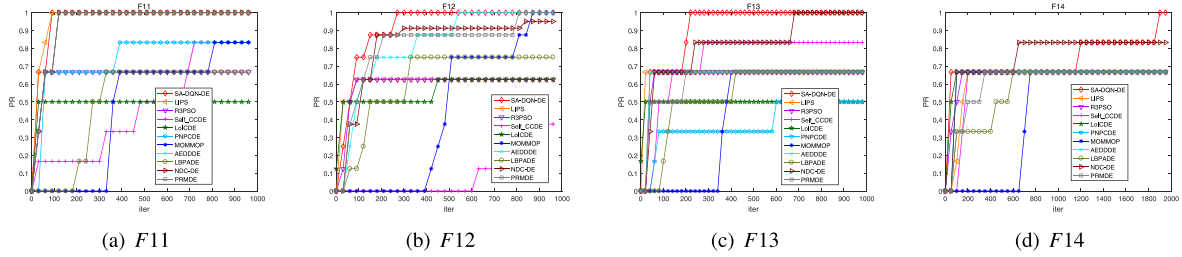 F11
PR
1
0.9
0.8
0.7
0.6
0.5
0.4
0.3
0.2
0.1
0
SA-DQN-DE
LIPS
R3PSO
Self_CCDE
LoICDE
PNPCDE
MOMMOP
AEDDDE
LBPADE
NDC-DE
PRMDE
0 100 200 300 400 500 600 700 800 900 1000
iter
(a) F11
F12
PR
1
0.9
0.8
0.7
0.6
0.5
0.4
0.3
0.2
0.1
0
SA-DQN-DE
LIPS
R3PSO
Self_CCDE
LoICDE
MOMMOP
AEDDDE
LBPADE
NDC-DE
PRMDE
0 100 200 300 400 500 600 700 800 900 1000
iter
(b) F12
F13
PR
1
0.9
0.8
0.7
0.6
0.5
0.4
0.3
0.2
0.1
0
SA-DQN-DE
LIPS
R3PSO
Self_CCDE
LoICDE
PNPCDE
MOMMOP
AEDDDE
LBPADE
NDC-DE
PRMDE
0 100 200 300 400 500 600 700 800 900 1000
iter
(c) F13
F14
PR
1
0.9
0.8
0.7
0.6
0.5
0.4
0.3
0.2
0.1
0
SA-DQN-DE
LIPS
R3PSO
Self_CCDE
LoICDE
PNPCDE
MOMMOP
AEDDDE
LBPADE
NDC-DE
PRMDE
0 200 400 600 800 1000 1200 1400 1600 1800 2000
iter
(d) F14